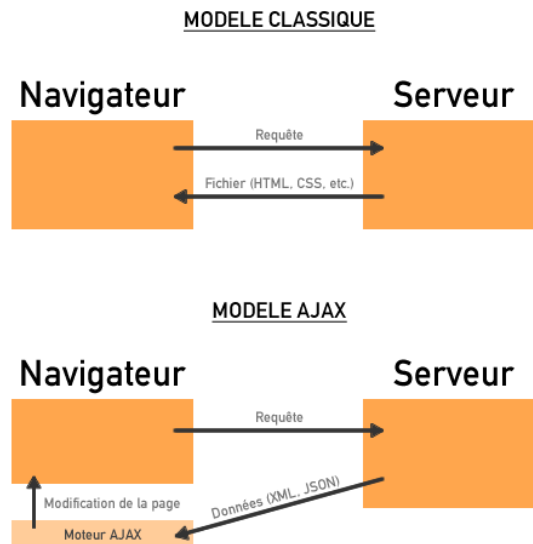 MODELE CLASSIQUE
Navigateur
Serveur
Requête
Fichier (HTML, CSS, etc.)
MODELE AJAX
Navigateur
Serveur
Requête
Données (XML, JSON)
Modification de la page
Moteur AJAX